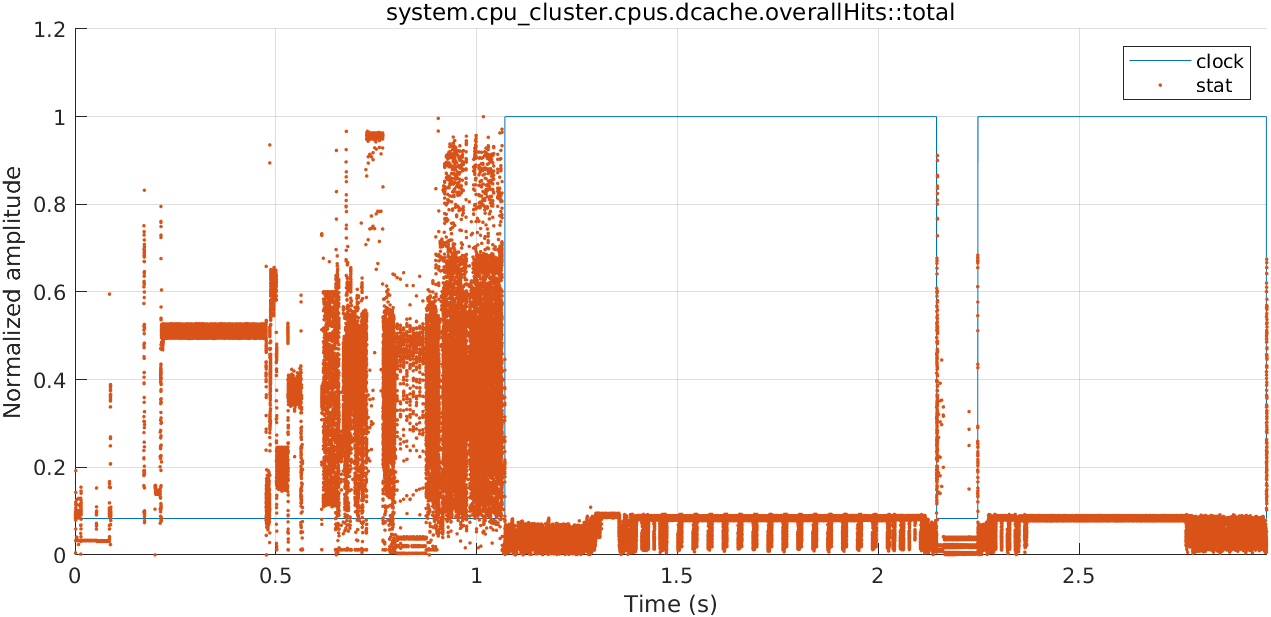 system.cpu_cluster.cpus.dcache.overallHits::total
1.2
1
0.8
0.6
0.4
0.2
0
Normalized amplitude
clock
stat
0 0.5 1 1.5 2 2.5
Time (s)